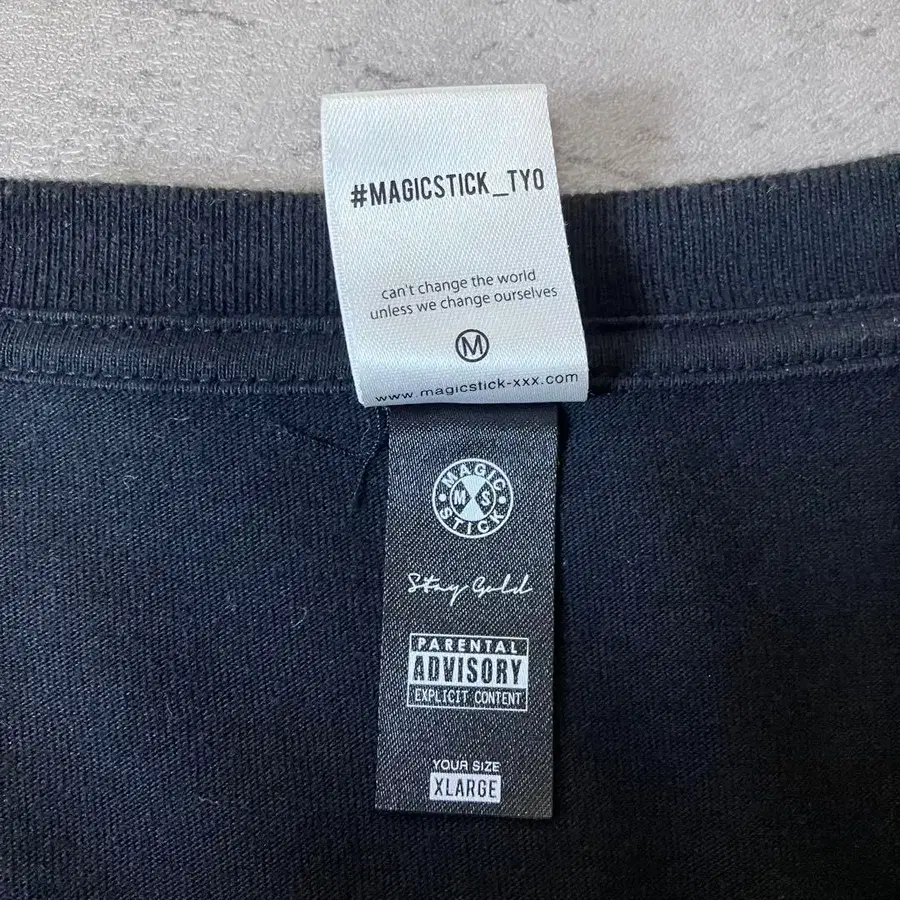 #MAGICSTICK_TYO
can't change the world
unless we change ourselves
M
www.magicstick-xxx.com
MAGIC
M S
STICK
Stay Gold
PARENTAL
ADVISORY
EXPLICIT CONTENT
YOUR SIZE
XLARGE